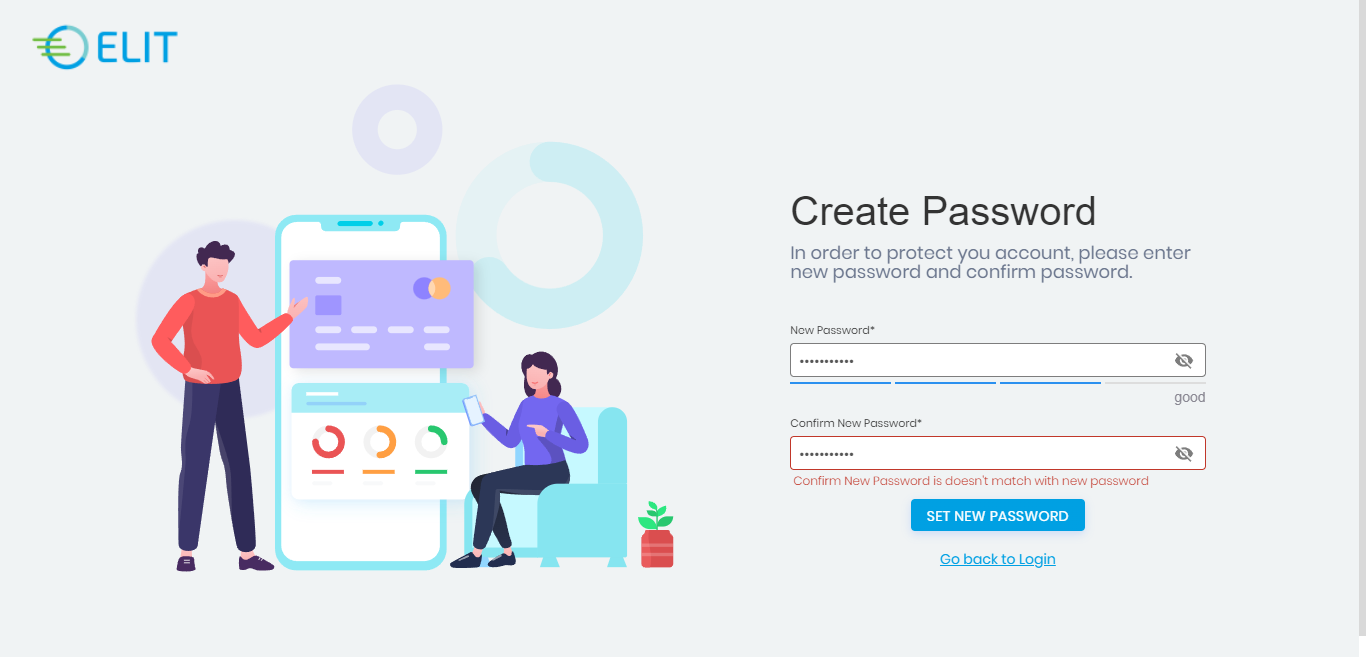 ELIT
Create Password
In order to protect you account, please enter
new password and confirm password.
New Password*
•••••••••••
good
Confirm New Password*
•••••••••••
Confirm New Password is doesn't match with new password
SET NEW PASSWORD
Go back to Login